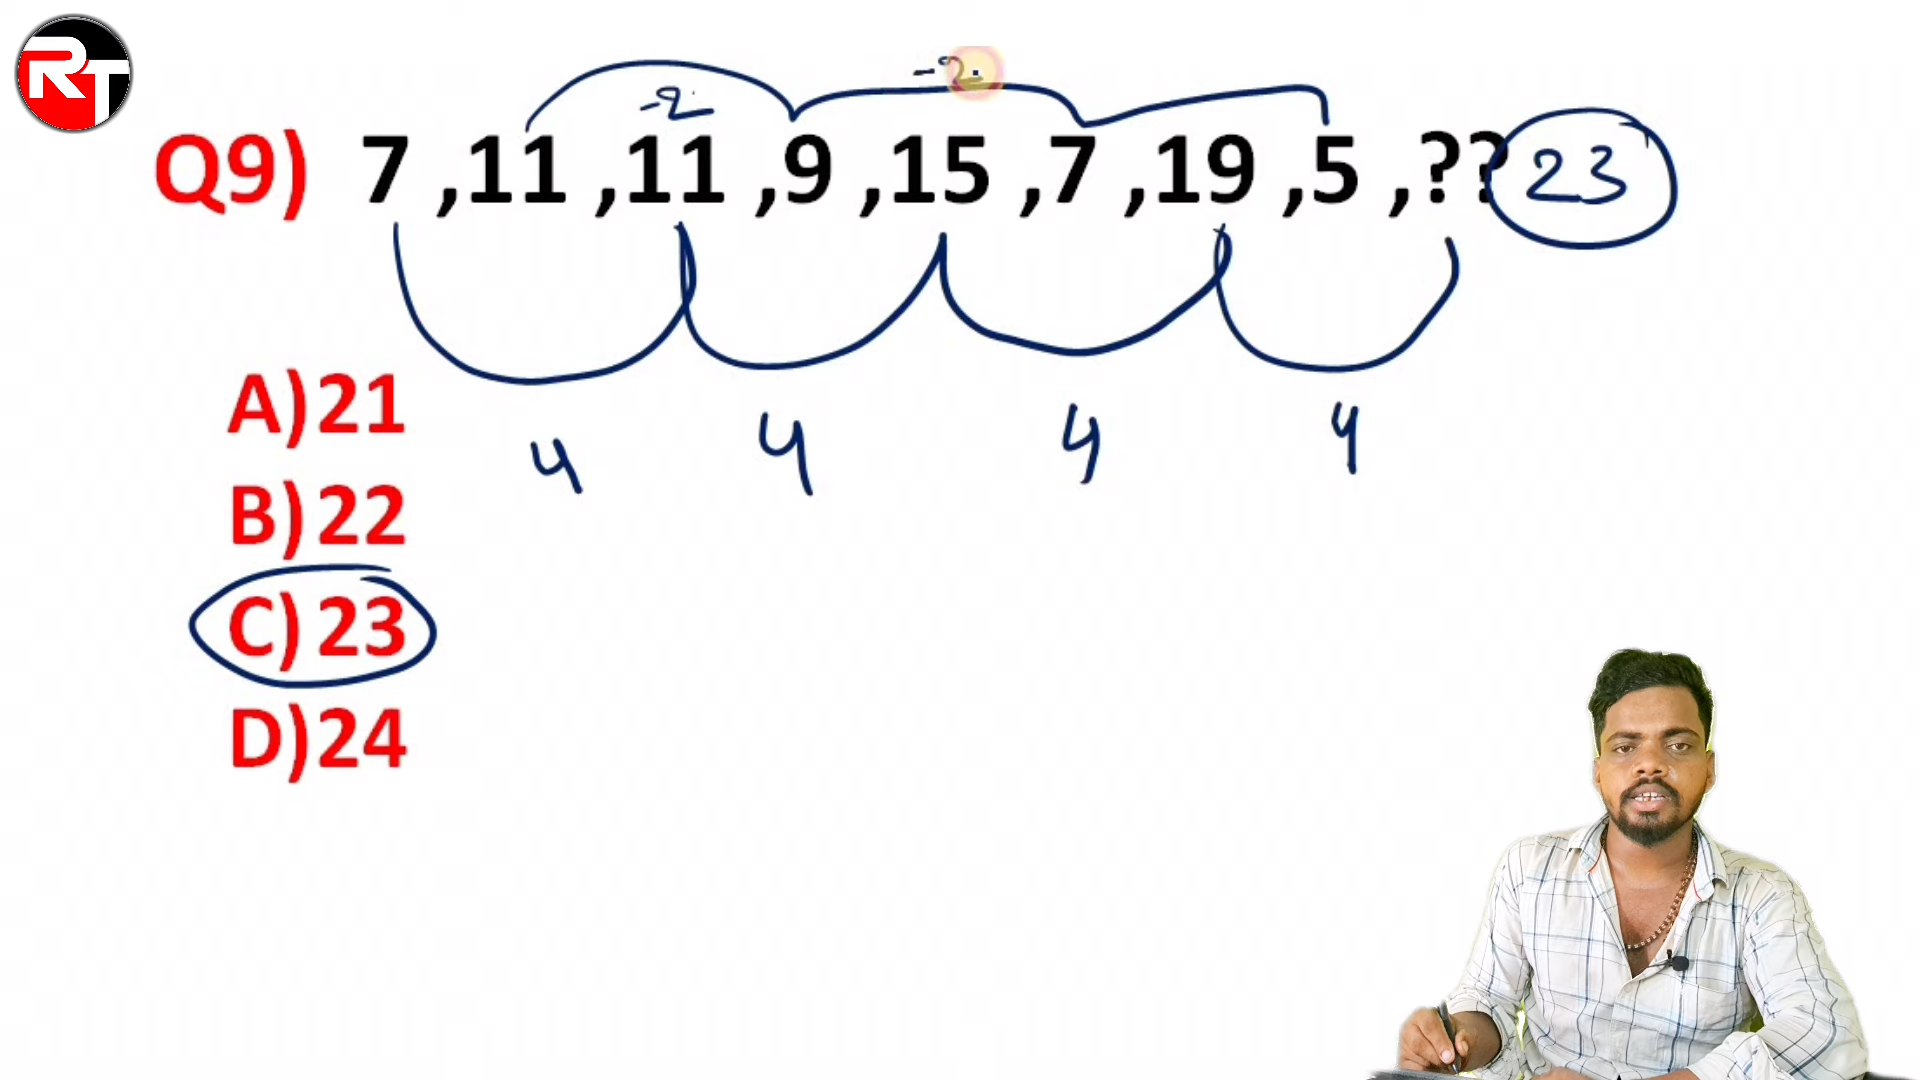 RT
-2
-2
Q9) 7 ,11 ,11 ,9 ,15 ,7 ,19 ,5 ,?? 23
A)21
4 4 4 4
B)22
C)23
D)24